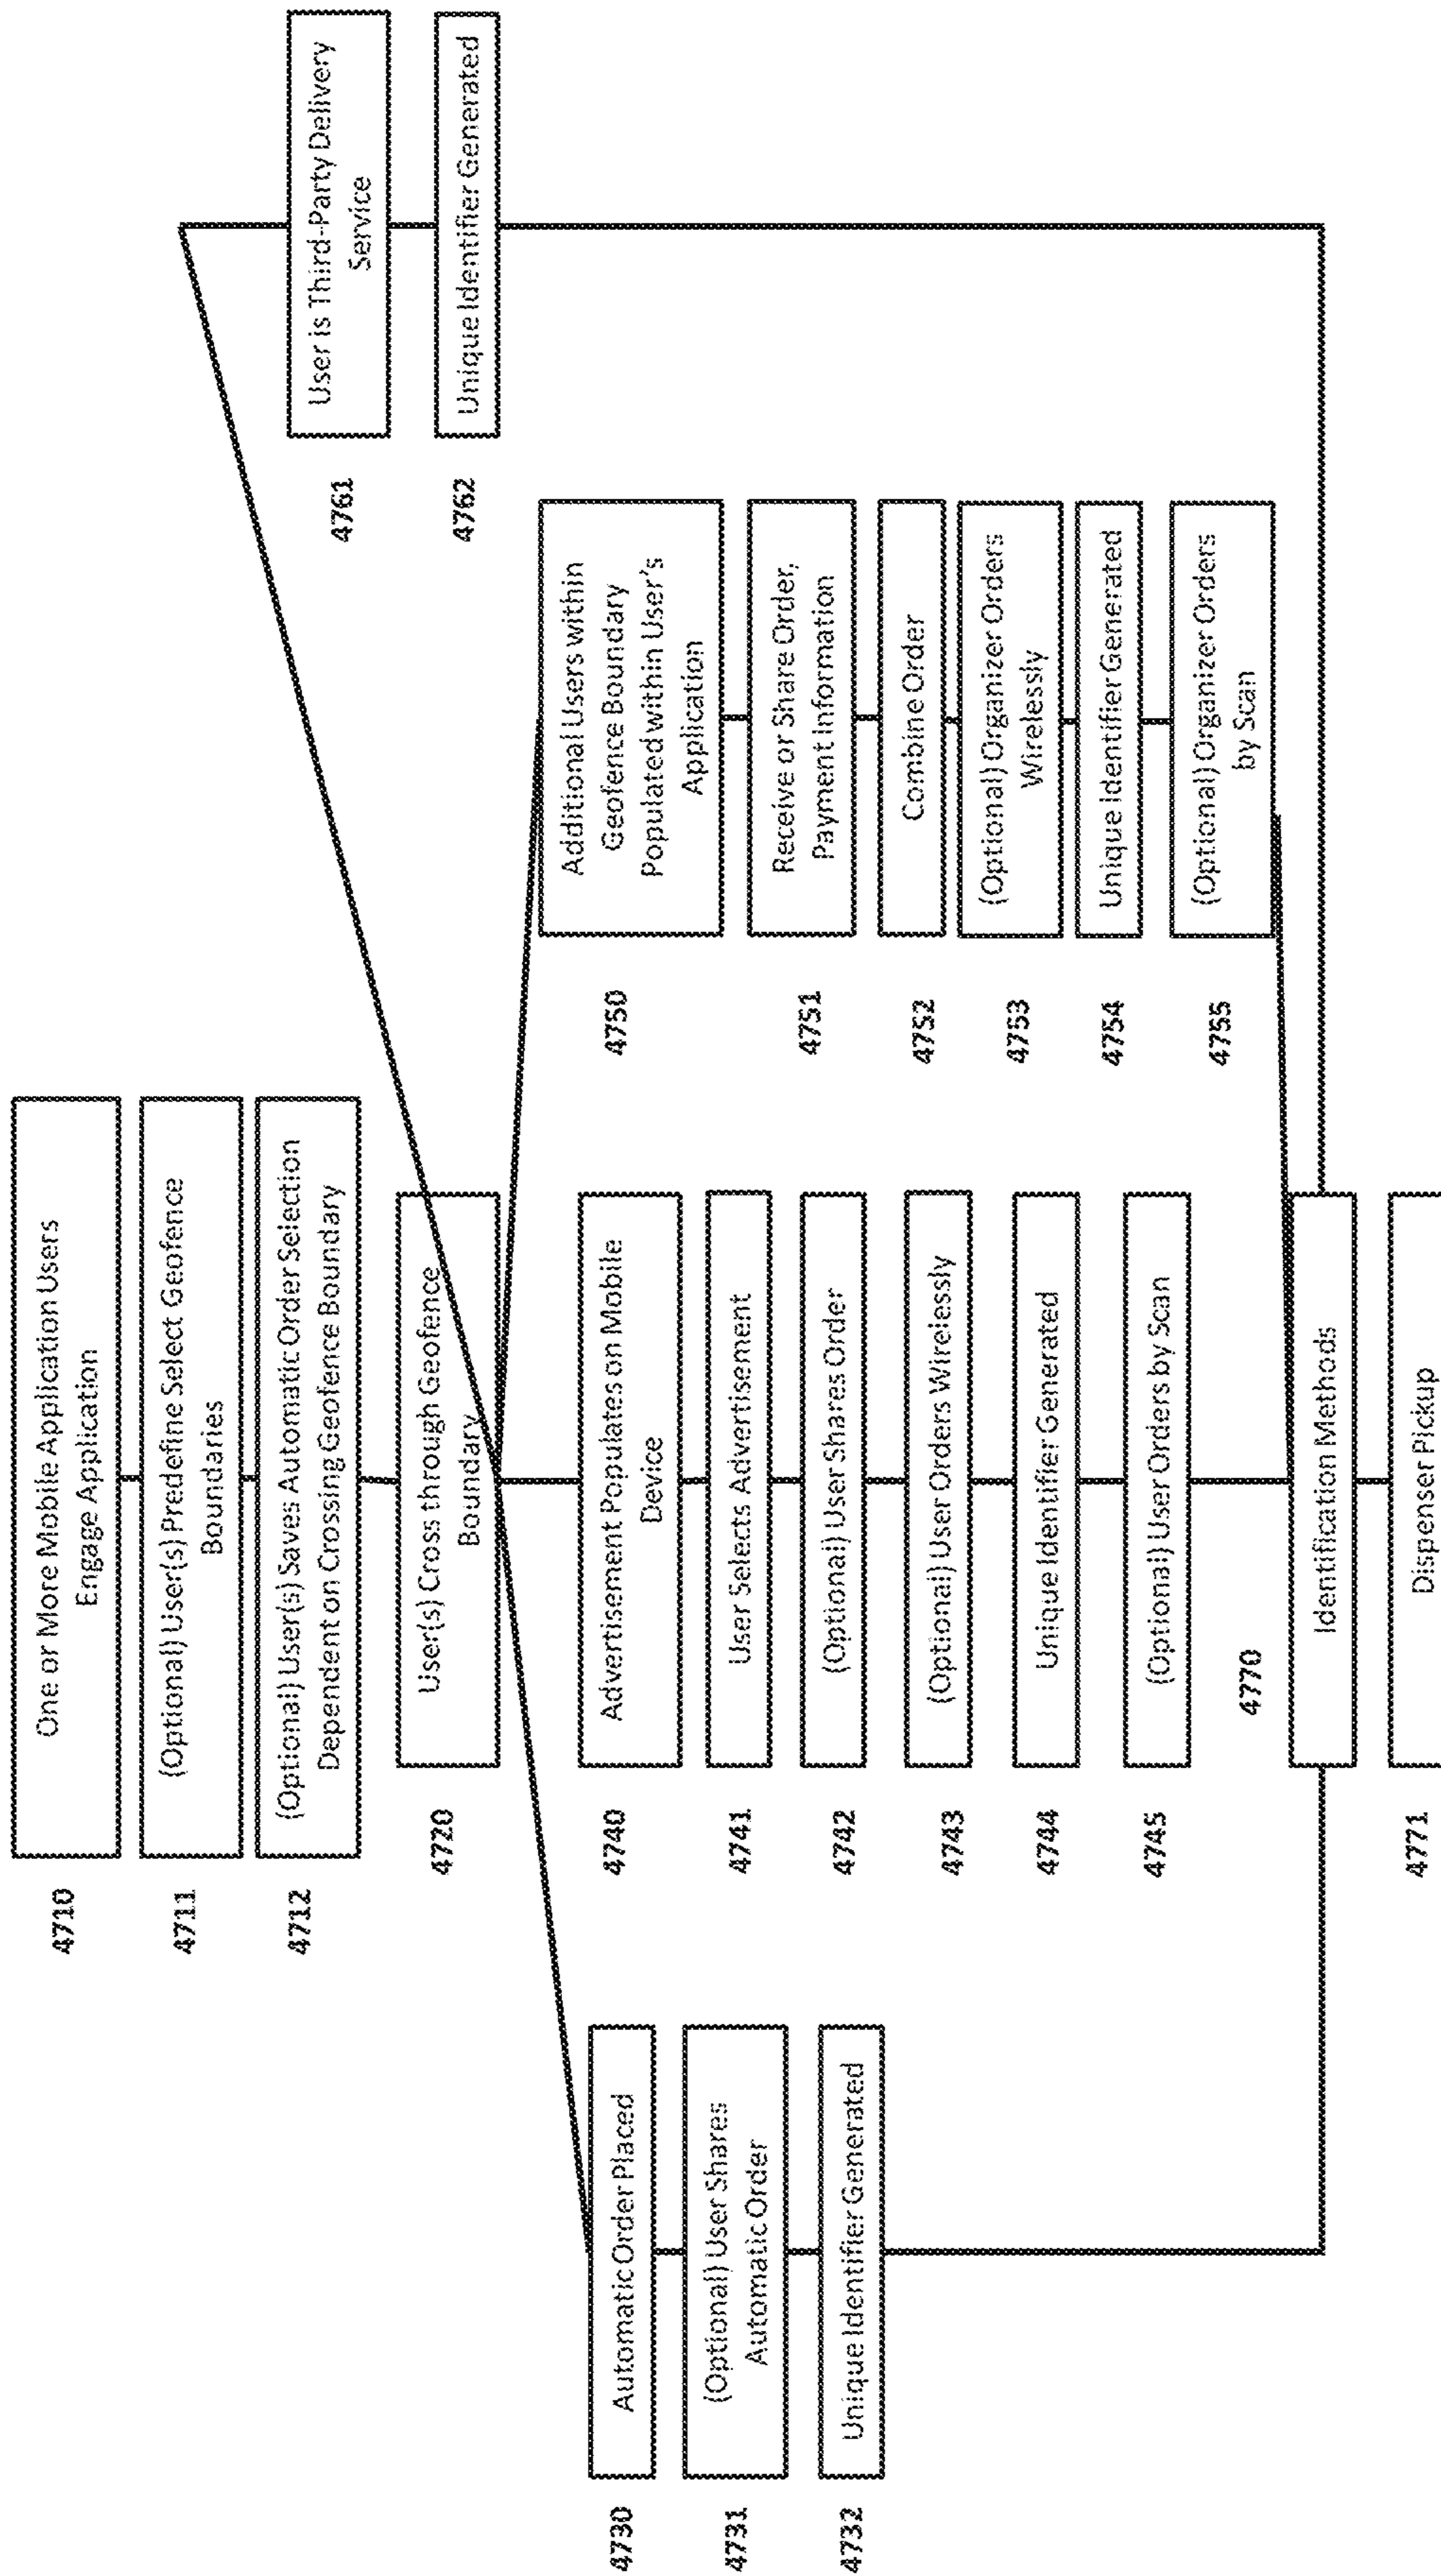 4710
One or More Mobile Application Users
Engage Application
4711
(Optional) User(s) Predefine Select Geofence
Boundaries
4712
(Optional) User(s) Saves Automatic Order Selection
Dependent on Crossing Geofence Boundary
4720
User(s) Cross through Geofence
Boundary
4730
Automatic Order Placed
4731
(Optional) User Shares
Automatic Order
4732
Unique Identifier Generated
4740
Advertisement Populates on Mobile
Device
4741
User Selects Advertisement
4742
(Optional) User Shares Order
4743
(Optional) User Orders Wirelessly
4744
Unique Identifier Generated
4745
(Optional) User Orders by Scan
4750
Additional Users within
Geofence Boundary
Populated within User's
Application
4751
Receive or Share Order,
Payment Information
4752
Combine Order
4753
(Optional) Organizer Orders
Wirelessly
4754
Unique Identifier Generated
4755
(Optional) Organizer Orders
by Scan
4761
User is Third-Party Delivery
Service
4762
Unique Identifier Generated
4770
Identification Methods
4771
Dispenser Pickup